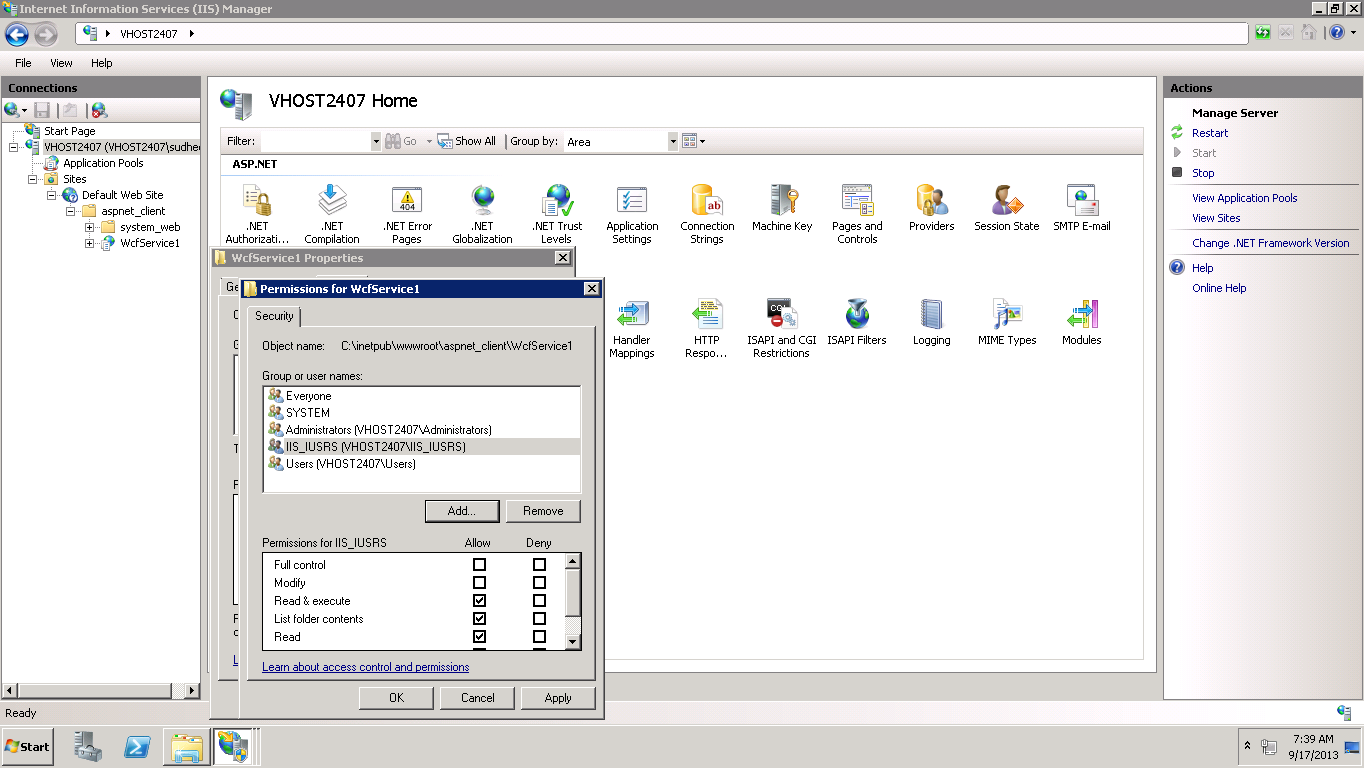 Internet Information Services (IIS) Manager
VHOST2407
File View Help
Connections
Start Page
VHOST2407 (VHOST2407\sudhee
Application Pools
Sites
Default Web Site
aspnet_client
system_web
WcfService1
VHOST2407 Home
Filter: Go Show All Group by: Area
ASP.NET
.NET Authorizati...
.NET Compilation
.NET Error Pages
404
.NET Globalization
.NET Trust Levels
Application Settings
ab
Connection Strings
Machine Key
Pages and Controls
Providers
Session State
SMTP E-mail
Handler Mappings
HTTP Respo...
ISAPI and CGI Restrictions
ISAPI Filters
Logging
MIME Types
Modules
WcfService1 Properties
Ge
Permissions for WcfService1
Security
Object name: C:\inetpub\wwwroot\aspnet_client\WcfService1
Group or user names:
Everyone
SYSTEM
Administrators (VHOST2407\Administrators)
IIS_IUSRS (VHOST2407\IIS_IUSRS)
Users (VHOST2407\Users)
Add... Remove
Permissions for IIS_IUSRS Allow Deny
Full control
Modify
Read & execute
List folder contents
Read
Learn about access control and permissions
OK Cancel Apply
Actions
Manage Server
Restart
Start
Stop
View Application Pools
View Sites
Change .NET Framework Version
Help
Online Help
Ready
Start
7:39 AM
9/17/2013